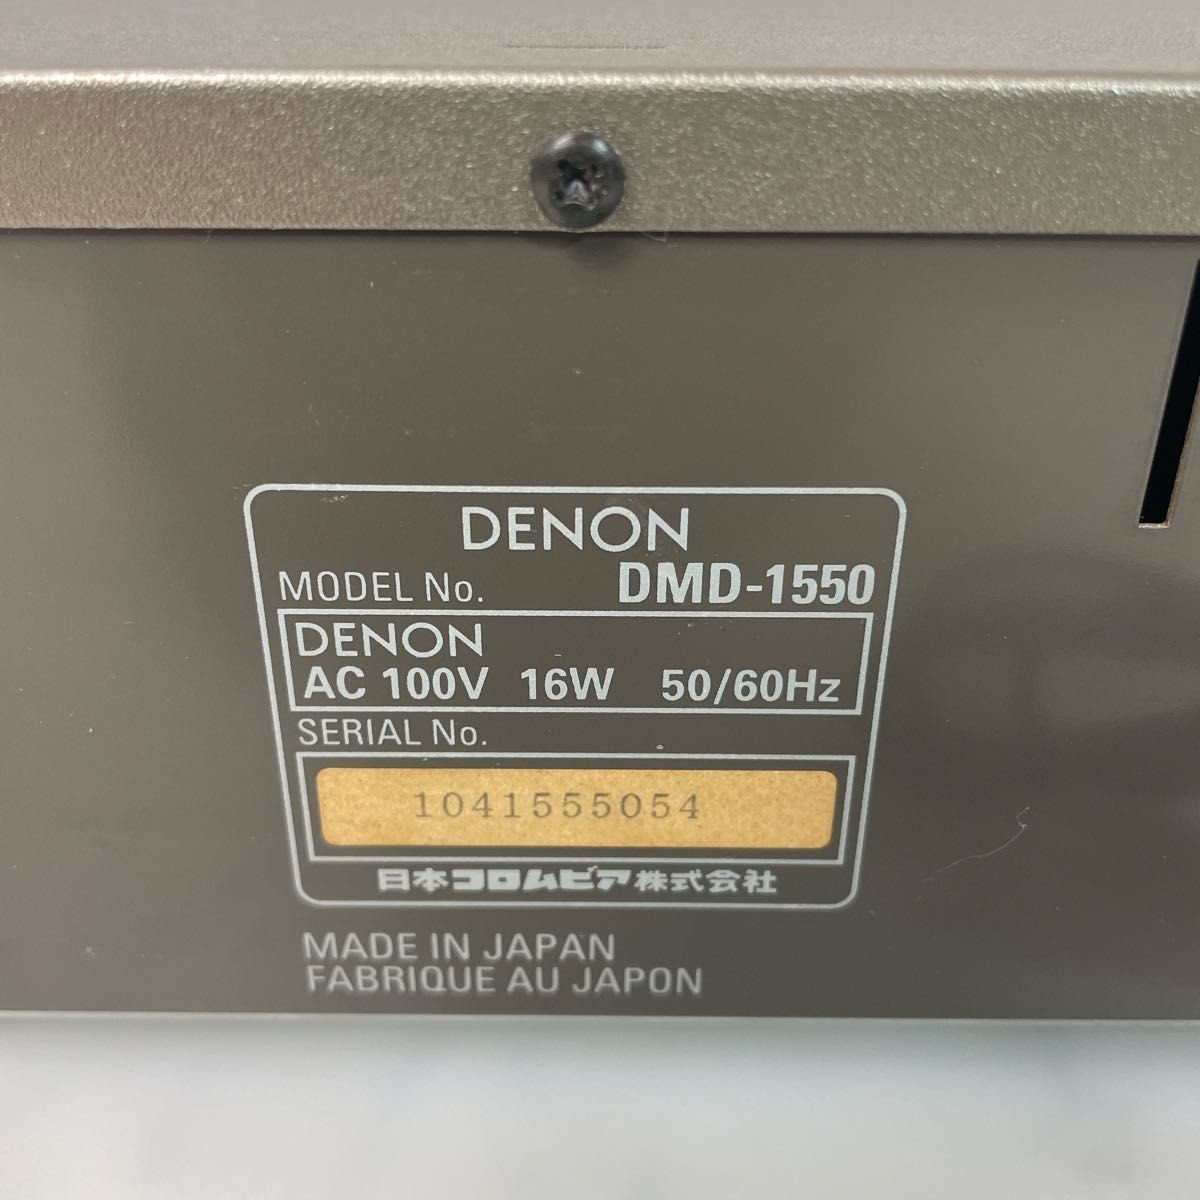 DENON
MODEL No. DMD-1550
DENON
AC 100V 16W 50/60Hz
SERIAL No.
1041555054
日本コロムビア株式会社
MADE IN JAPAN
FABRIQUE AU JAPON